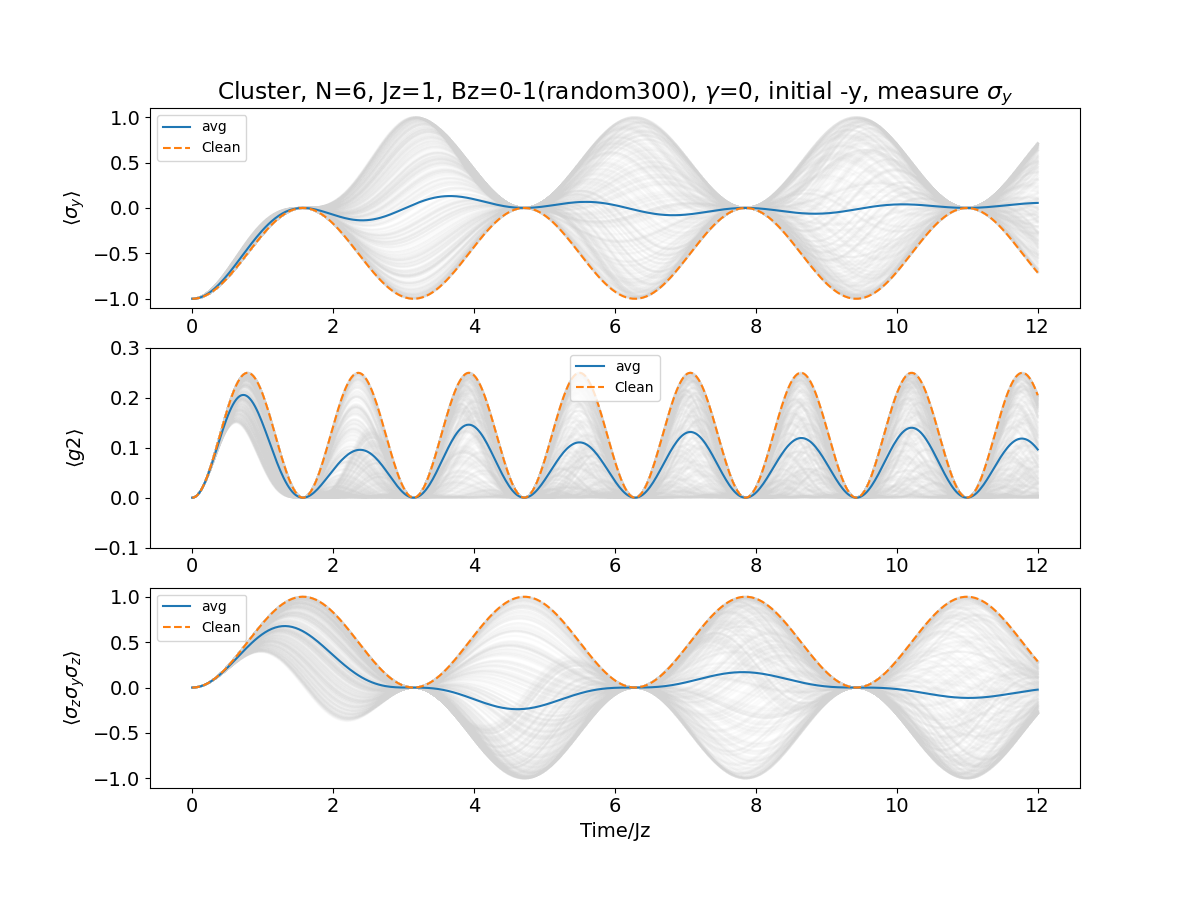 Cluster, N=6, Jz=1, Bz=0-1(random300), γ=0, initial -y, measure σ_y
1.0
0.5
0.0
−0.5
−1.0
⟨σ_y⟩
avg
Clean
0 2 4 6 8 10 12
0.3
0.2
0.1
0.0
−0.1
⟨g2⟩
avg
Clean
0 2 4 6 8 10 12
1.0
0.5
0.0
−0.5
−1.0
⟨σ_zσ_yσ_z⟩
avg
Clean
0 2 4 6 8 10 12
Time/Jz